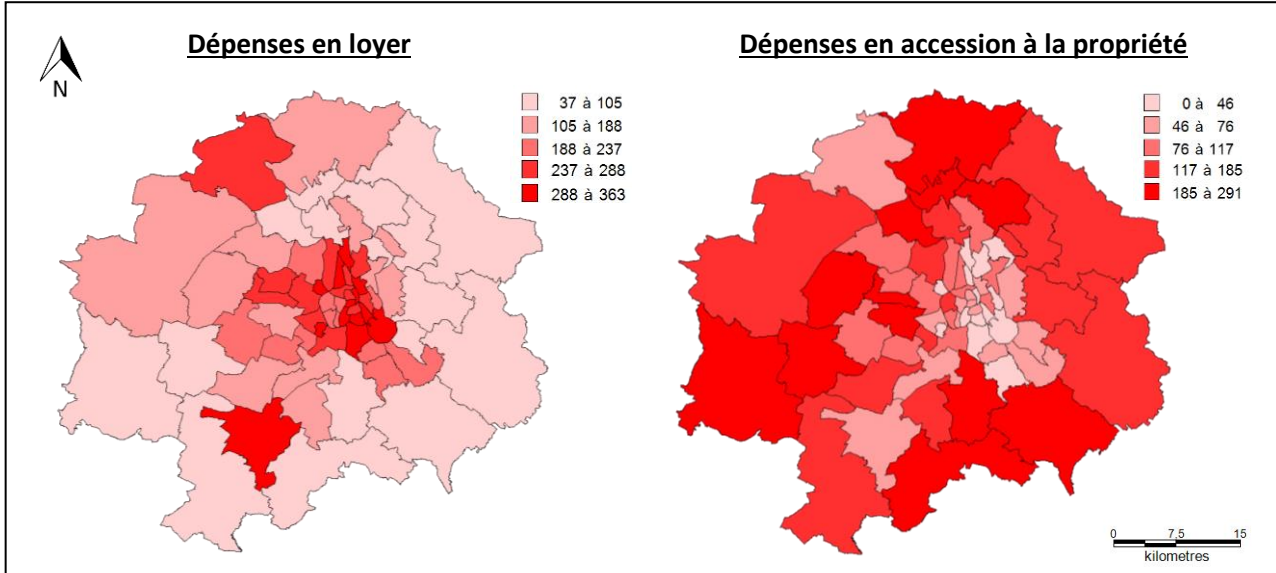 Dépenses en loyer
N
37 à 105
105 à 188
188 à 237
237 à 288
288 à 363
Dépenses en accession à la propriété
0 à 46
46 à 76
76 à 117
117 à 185
185 à 291
0 7,5 15
kilometres